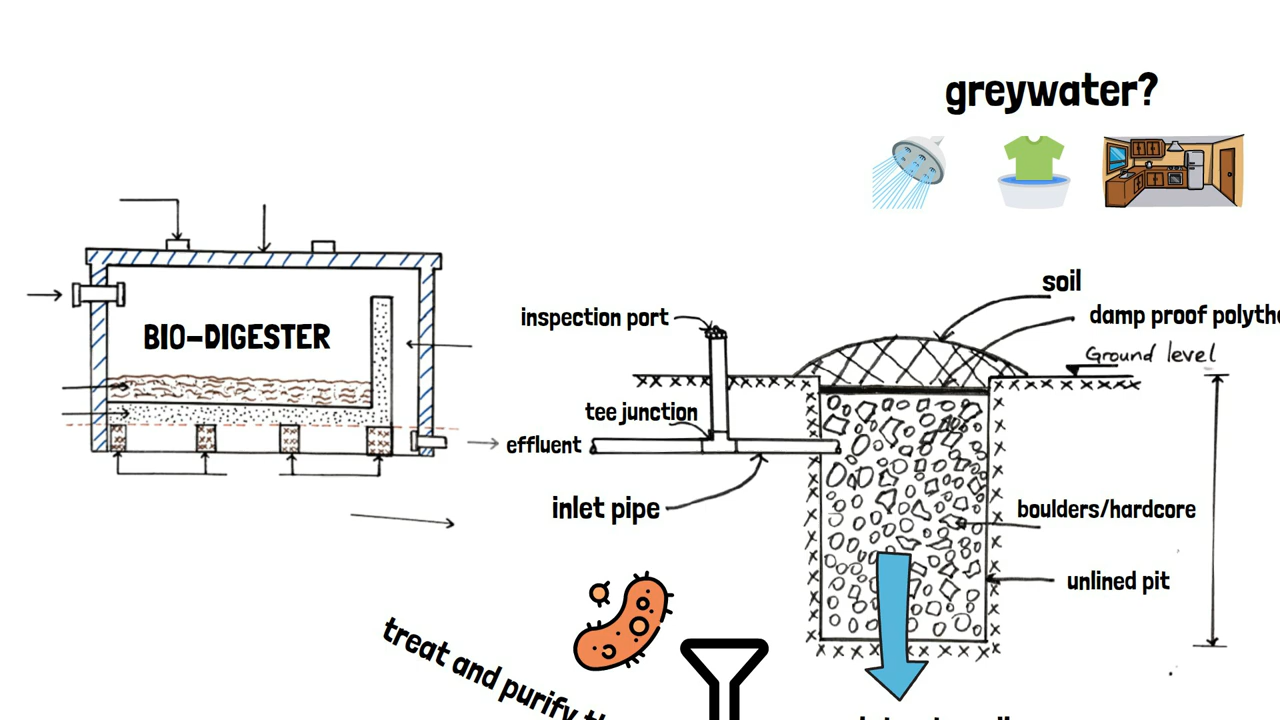 greywater?
BIO-DIGESTER
soil
inspection port
damp proof
Ground level
tee junction
effluent
inlet pipe
boulders/hardcore
unlined pit
treat and purify